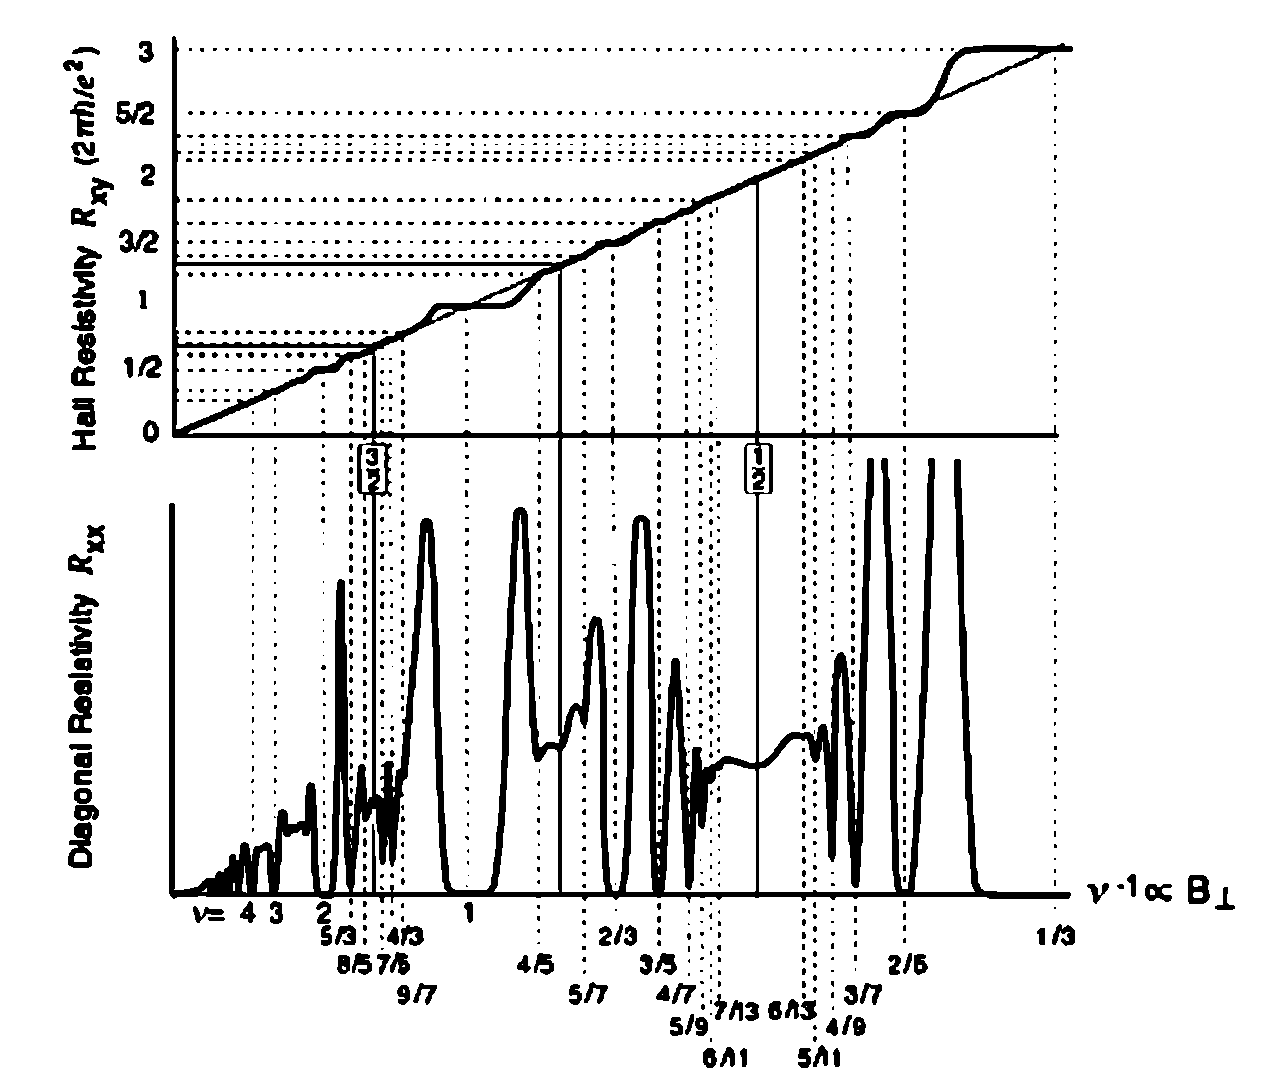 Hall Resistivity Rxy (2πħ/e²)
3
5/2
2
3/2
1
1/2
0
3/2
1/2
Diagonal Resistivity Rxx
ν= 4 3 2 1
ν⁻¹ ∝ B⊥
5/3 4/3 2/3 1/3
8/5 7/5 4/5 3/5 2/5
9/7 5/7 4/7 3/7
7/13 6/13
5/9 4/9
6/11 5/11